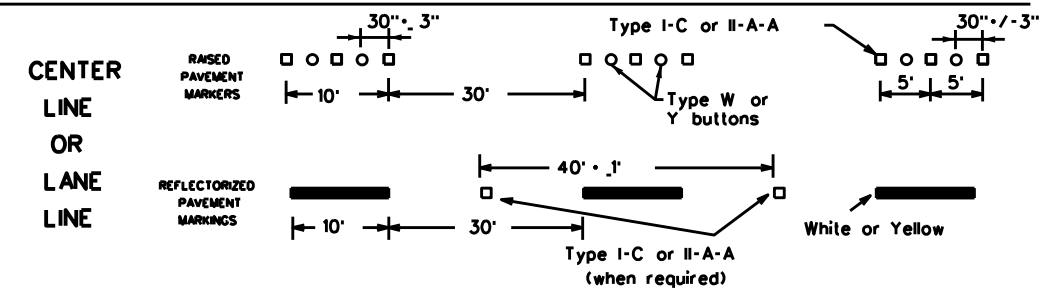 30"·_ 3"
Type I-C or II-A-A
30"·/-3"
CENTER
LINE
OR
LANE
LINE
RAISED
PAVEMENT
MARKERS
10'
30'
Type W or
Y buttons
5'
5'
40' · _1'
REFLECTORIZED
PAVEMENT
MARKINGS
10'
30'
Type I-C or II-A-A
(when required)
White or Yellow